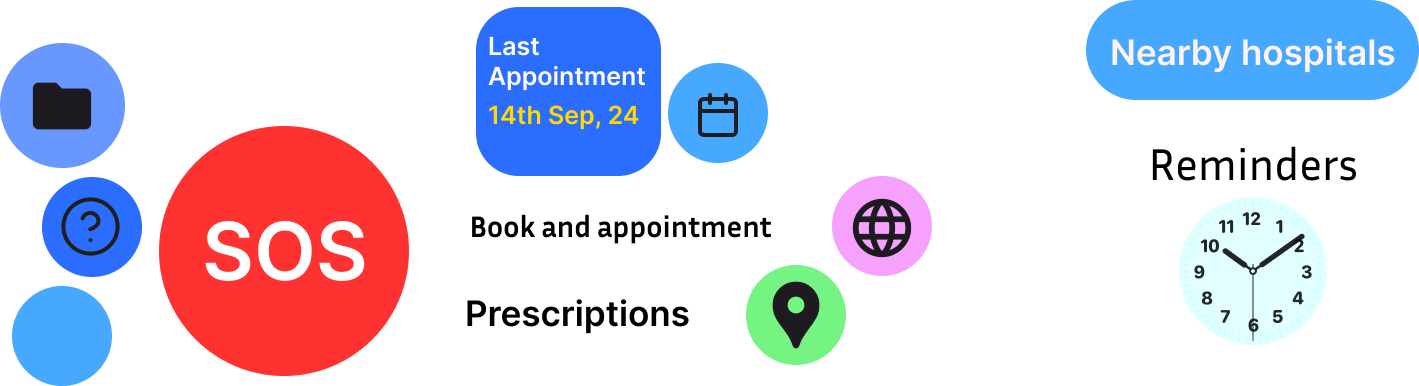 Last
Appointment
14th Sep, 24
SOS
Book and appointment
Prescriptions
Nearby hospitals
Reminders
12
11 1
10 2
9 3
8 4
7 5
6